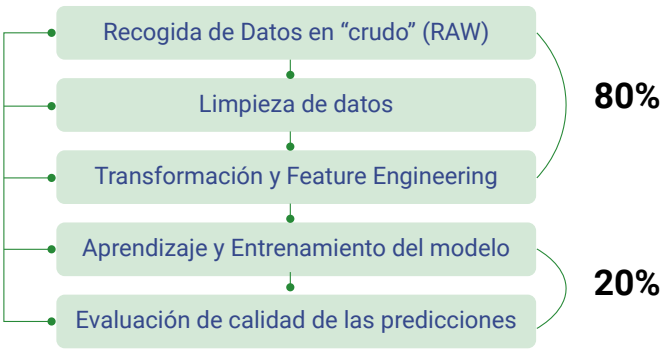 Recogida de Datos en “crudo” (RAW)
Limpieza de datos
80%
Transformación y Feature Engineering
Aprendizaje y Entrenamiento del modelo
20%
Evaluación de calidad de las predicciones